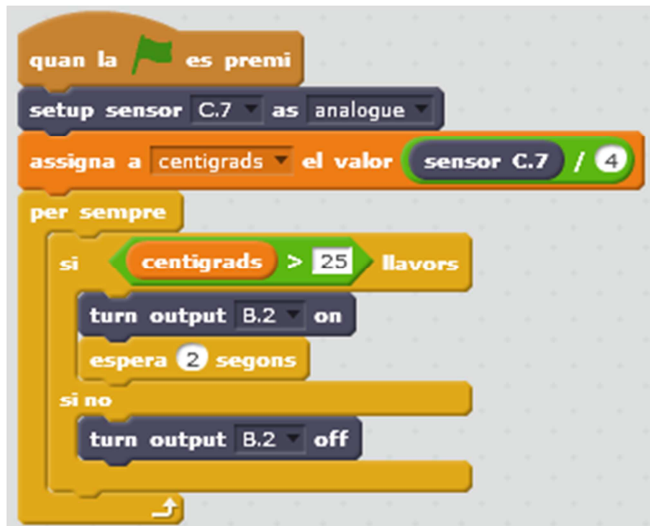 quan la es premi
setup sensor C.7 as analogue
assigna a centigrads el valor sensor C.7 / 4
per sempre
si centigrads > 25 llavors
turn output B.2 on
espera 2 segons
si no
turn output B.2 off